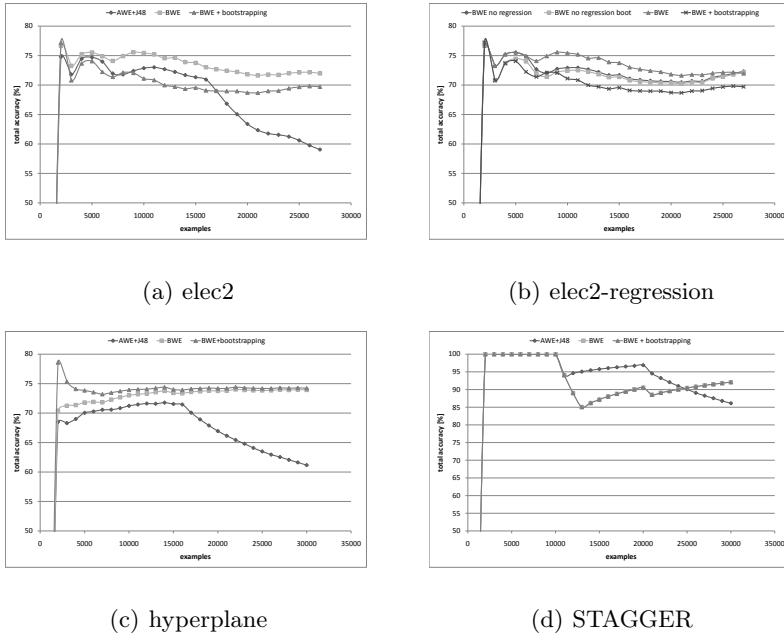 AWE+J48 BWE BWE + bootstrapping
80
75
70
65
60
55
50
total accuracy [%]
0 5000 10000 15000 20000 25000 30000
examples
(a) elec2
BWE no regression BWE no regression boot BWE BWE + bootstrapping
80
75
70
65
60
55
50
total accuracy [%]
0 5000 10000 15000 20000 25000 30000
examples
(b) elec2-regression
AWE+J48 BWE BWE+bootstrapping
80
75
70
65
60
55
50
total accuracy [%]
0 5000 10000 15000 20000 25000 30000 35000
examples
(c) hyperplane
AWE+J48 BWE BWE + bootstrapping
100
95
90
85
80
75
70
65
60
55
50
total accuracy [%]
0 5000 10000 15000 20000 25000 30000 35000
examples
(d) STAGGER